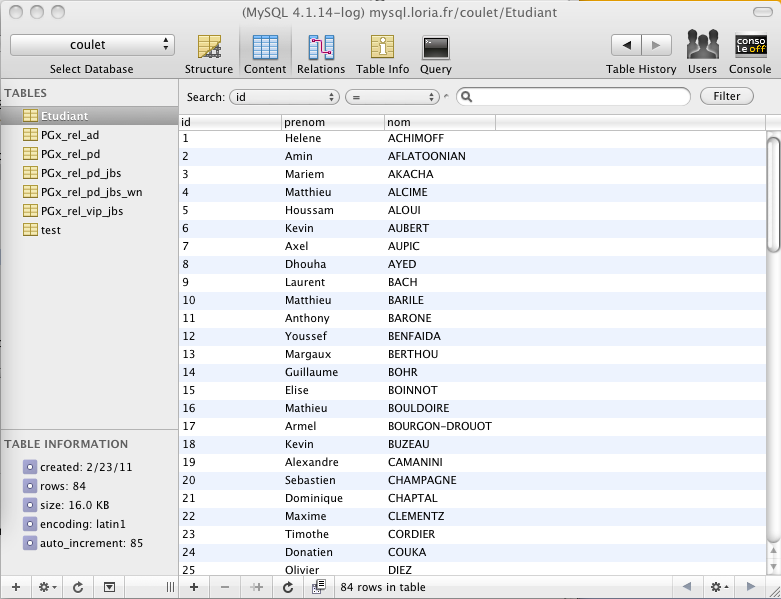 (MySQL 4.1.14-log) mysql.loria.fr/coulet/Etudiant
coulet
Select Database
Structure
Content
Relations
Table Info
Query
Table History
Users
conso
le off
Console
TABLES
Etudiant
PGx_rel_ad
PGx_rel_pd
PGx_rel_pd_jbs
PGx_rel_pd_jbs_wn
PGx_rel_vip_jbs
test
TABLE INFORMATION
created: 2/23/11
rows: 84
size: 16.0 KB
encoding: latin1
auto_increment: 85
Search: id = Filter
id prenom nom
1 Helene ACHIMOFF
2 Amin AFLATOONIAN
3 Mariem AKACHA
4 Matthieu ALCIME
5 Houssam ALOUI
6 Kevin AUBERT
7 Axel AUPIC
8 Dhouha AYED
9 Laurent BACH
10 Matthieu BARILE
11 Anthony BARONE
12 Youssef BENFAIDA
13 Margaux BERTHOU
14 Guillaume BOHR
15 Elise BOINNOT
16 Mathieu BOULDOIRE
17 Armel BOURGON-DROUOT
18 Kevin BUZEAU
19 Alexandre CAMANINI
20 Sebastien CHAMPAGNE
21 Dominique CHAPTAL
22 Maxime CLEMENTZ
23 Timothe CORDIER
24 Donatien COUKA
25 Olivier DIEZ
84 rows in table